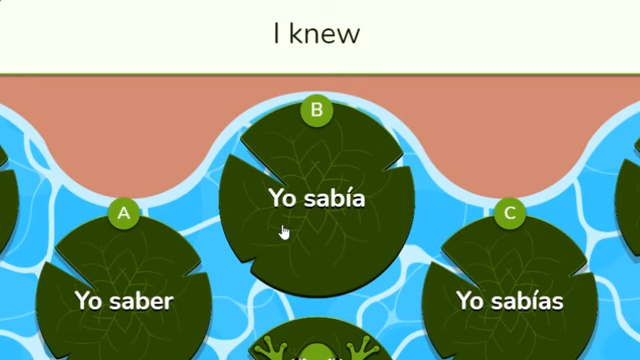 I knew
B
Yo sabía
A
Yo saber
C
Yo sabías